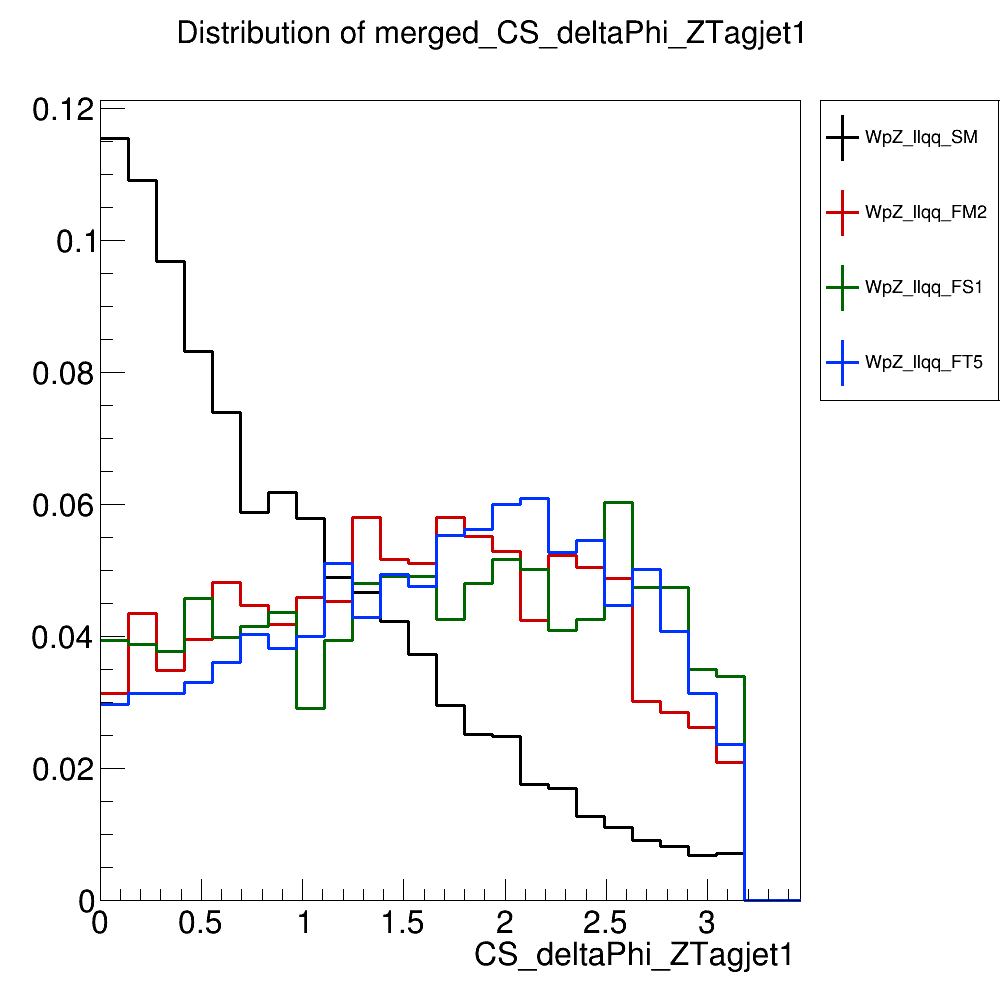 Distribution of merged_CS_deltaPhi_ZTagjet1
0.12
0.1
0.08
0.06
0.04
0.02
0
0 0.5 1 1.5 2 2.5 3
CS_deltaPhi_ZTagjet1
WpZ_llqq_SM
WpZ_llqq_FM2
WpZ_llqq_FS1
WpZ_llqq_FT5